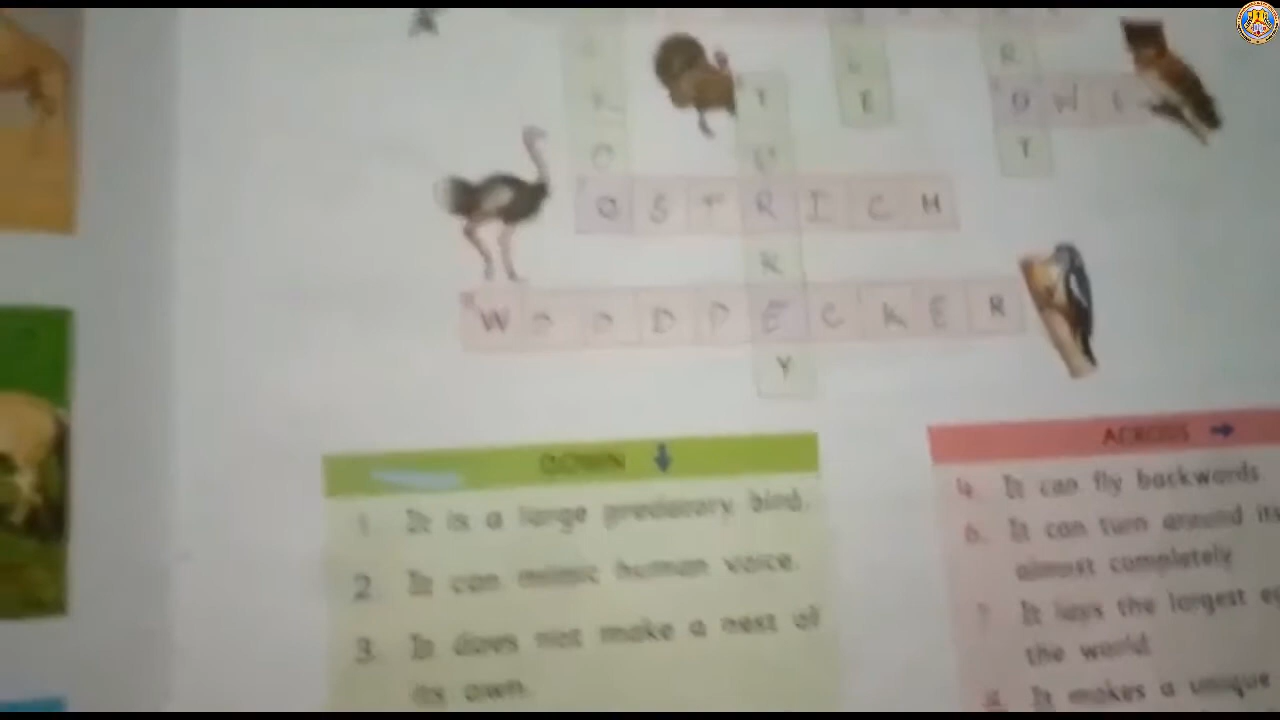 R
E
OWL
T
OSTRICH
R
WOODPECKER
Y
DOWN
1. It is a large predatory bird.
2. It can mimic human voice.
3. It does not make a nest of
its own.
ACROSS
4. It can fly backwards.
6. It can turn around its
almost completely
7. It lays the largest
the world.
8. It makes a unique